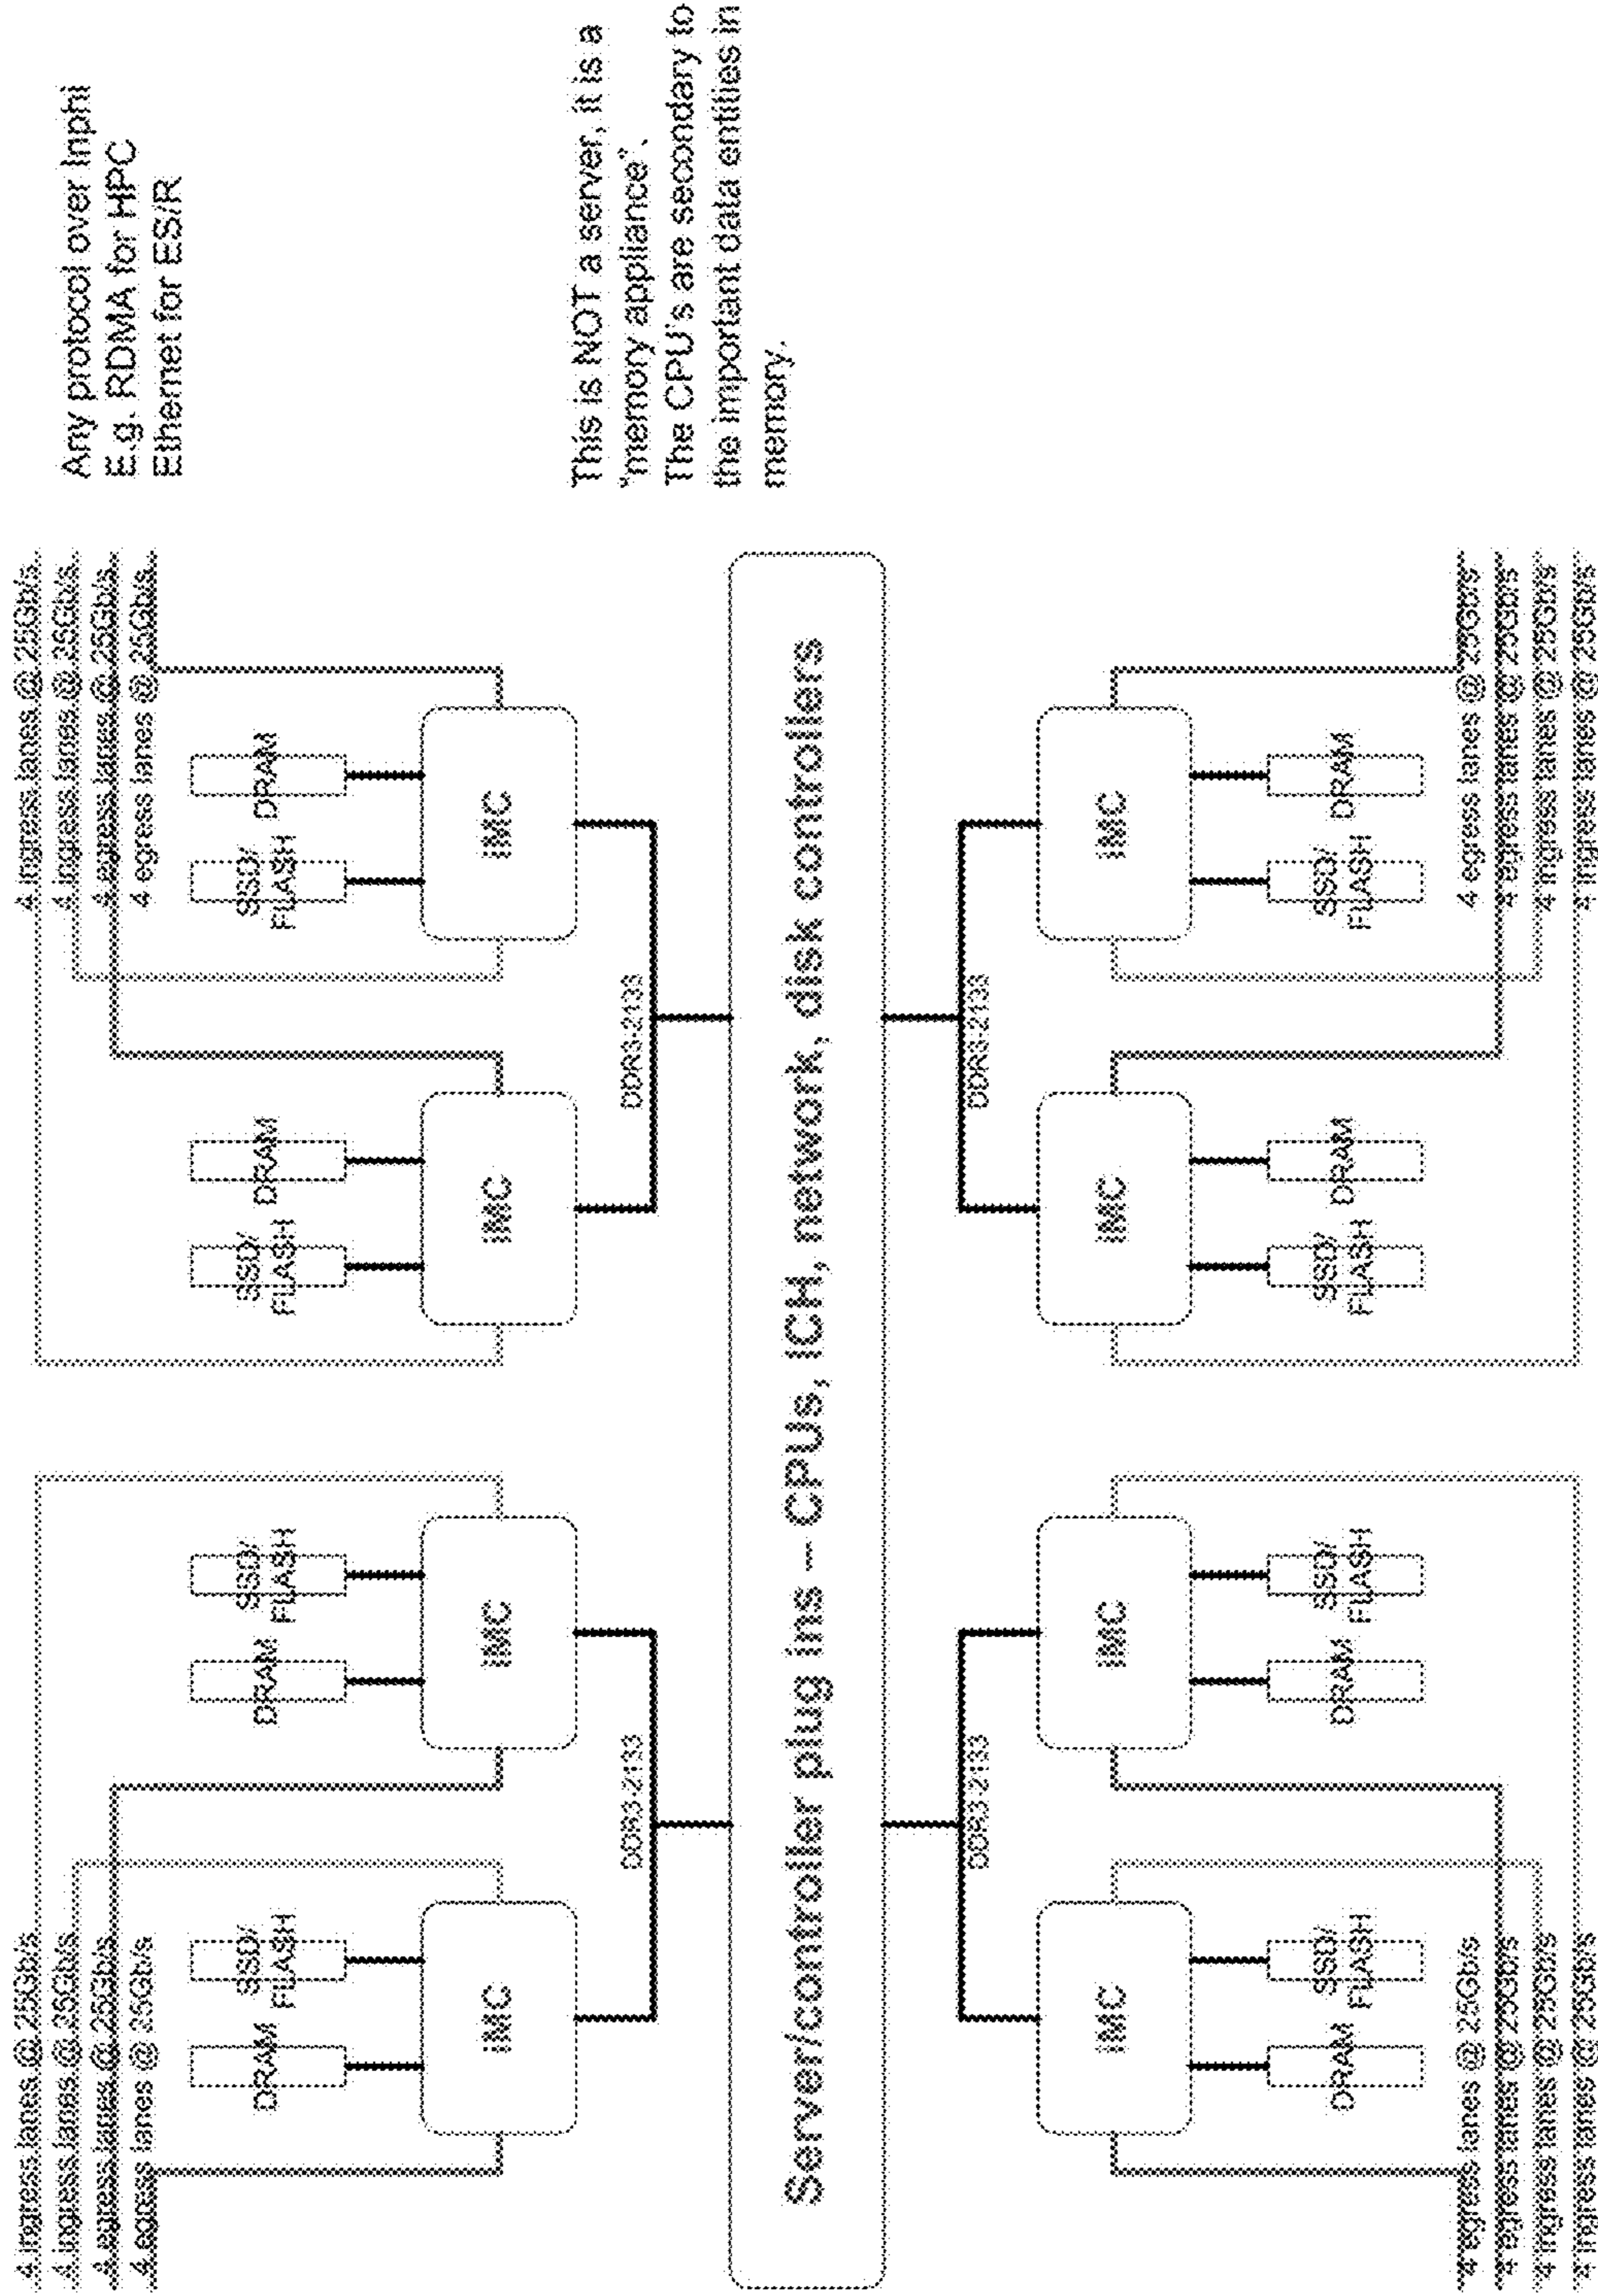 4 ingress lanes @ 25Gb/s
4 ingress lanes @ 25Gb/s
4 egress lanes @ 25Gb/s
4 egress lanes @ 25Gb/s
4 ingress lanes @ 25Gb/s
4 ingress lanes @ 25Gb/s
4 egress lanes @ 25Gb/s
4 egress lanes @ 25Gb/s
Any protocol over Inphi
E.g. RDMA for HPC
Ethernet for ES/R
DRAM
SSD/
FLASH
DRAM
SSD/
FLASH
SSD/
FLASH
DRAM
SSD/
FLASH
DRAM
IMC
IMC
IMC
IMC
DDR3-2133
DDR3-2133
This is NOT a server, it is a
"memory appliance".
The CPU's are secondary to
the important data entities in
memory.
Server/controller plug ins – CPUs, ICH, network, disk controllers
DDR3-2133
DDR3-2133
IMC
IMC
IMC
IMC
DRAM
SSD/
FLASH
DRAM
SSD/
FLASH
SSD/
FLASH
DRAM
SSD/
FLASH
DRAM
4 egress lanes @ 25Gb/s
4 egress lanes @ 25Gb/s
4 ingress lanes @ 25Gb/s
4 ingress lanes @ 25Gb/s
4 egress lanes @ 25Gb/s
4 egress lanes @ 25Gb/s
4 ingress lanes @ 25Gb/s
4 ingress lanes @ 25Gb/s